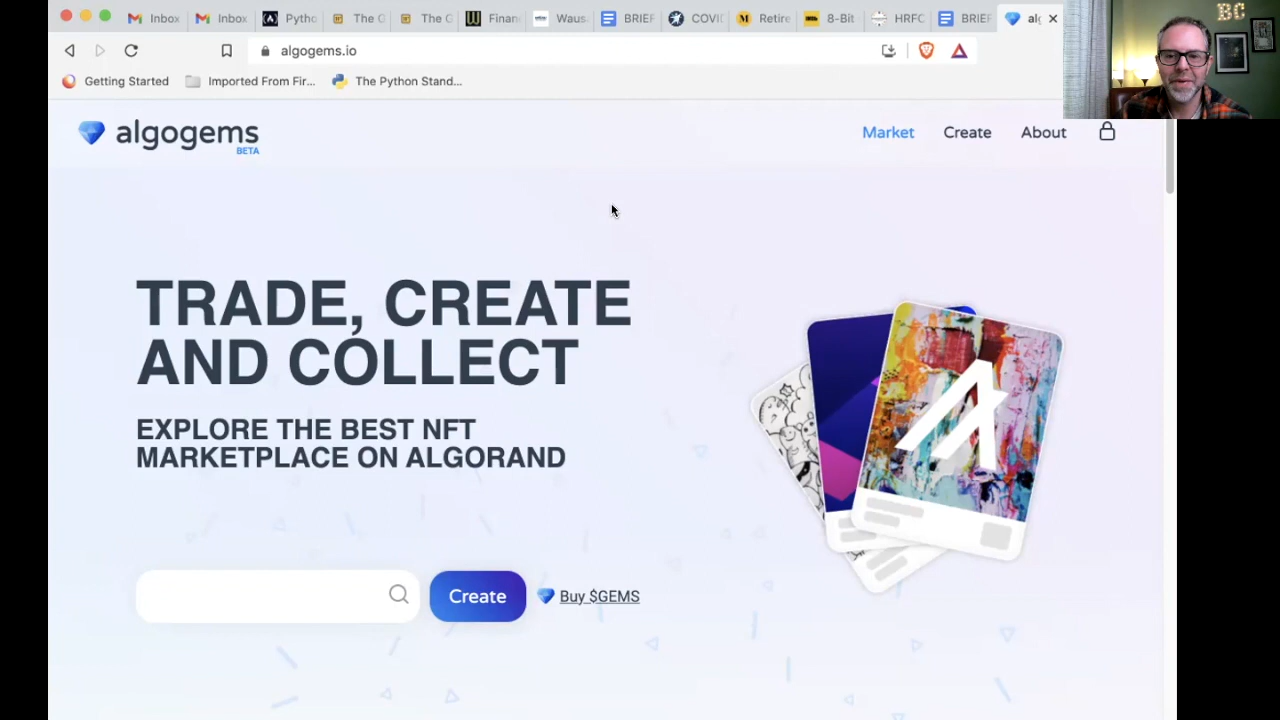 Inbox
Inbox
Pytho
The C
The C
Finan
Waus
BRIEF
COVI
Retire
8-Bit
HRFC
BRIEF
alg
algogems.io
Getting Started
Imported From Fir...
The Python Stand...
BC
algogems
BETA
Market
Create
About
TRADE, CREATE
AND COLLECT
EXPLORE THE BEST NFT
MARKETPLACE ON ALGORAND
Create
Buy $GEMS